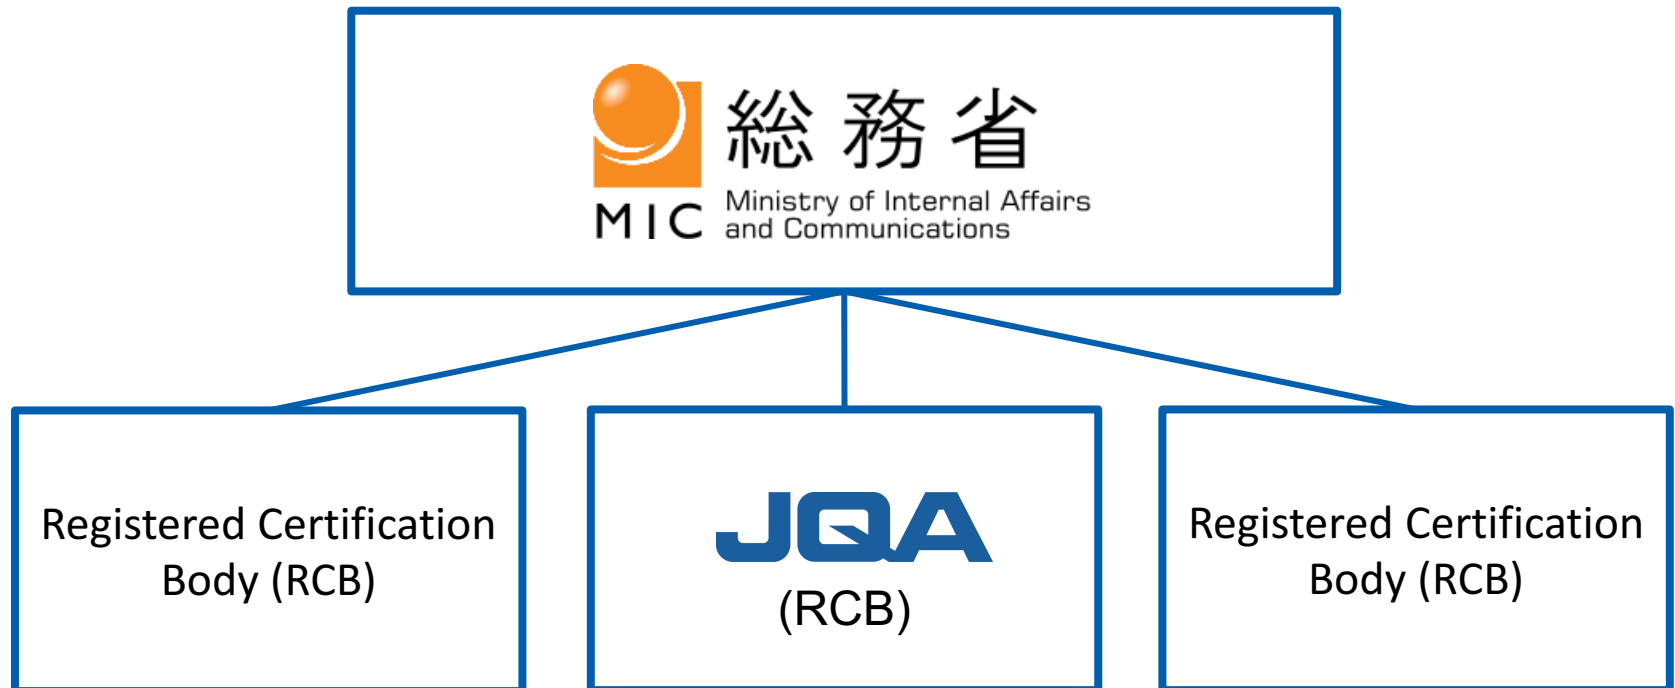 総務省
MIC
Ministry of Internal Affairs
and Communications
Registered Certification
Body (RCB)
JQA
(RCB)
Registered Certification
Body (RCB)